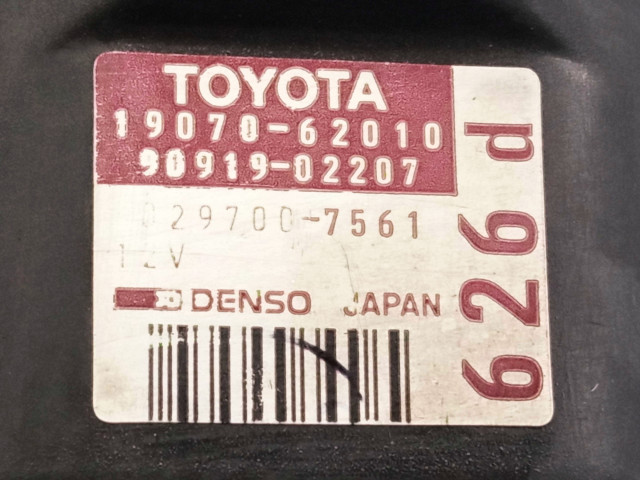 TOYOTA
19070-62010
90919-02207
029700-7561
12V
DENSO JAPAN
626d